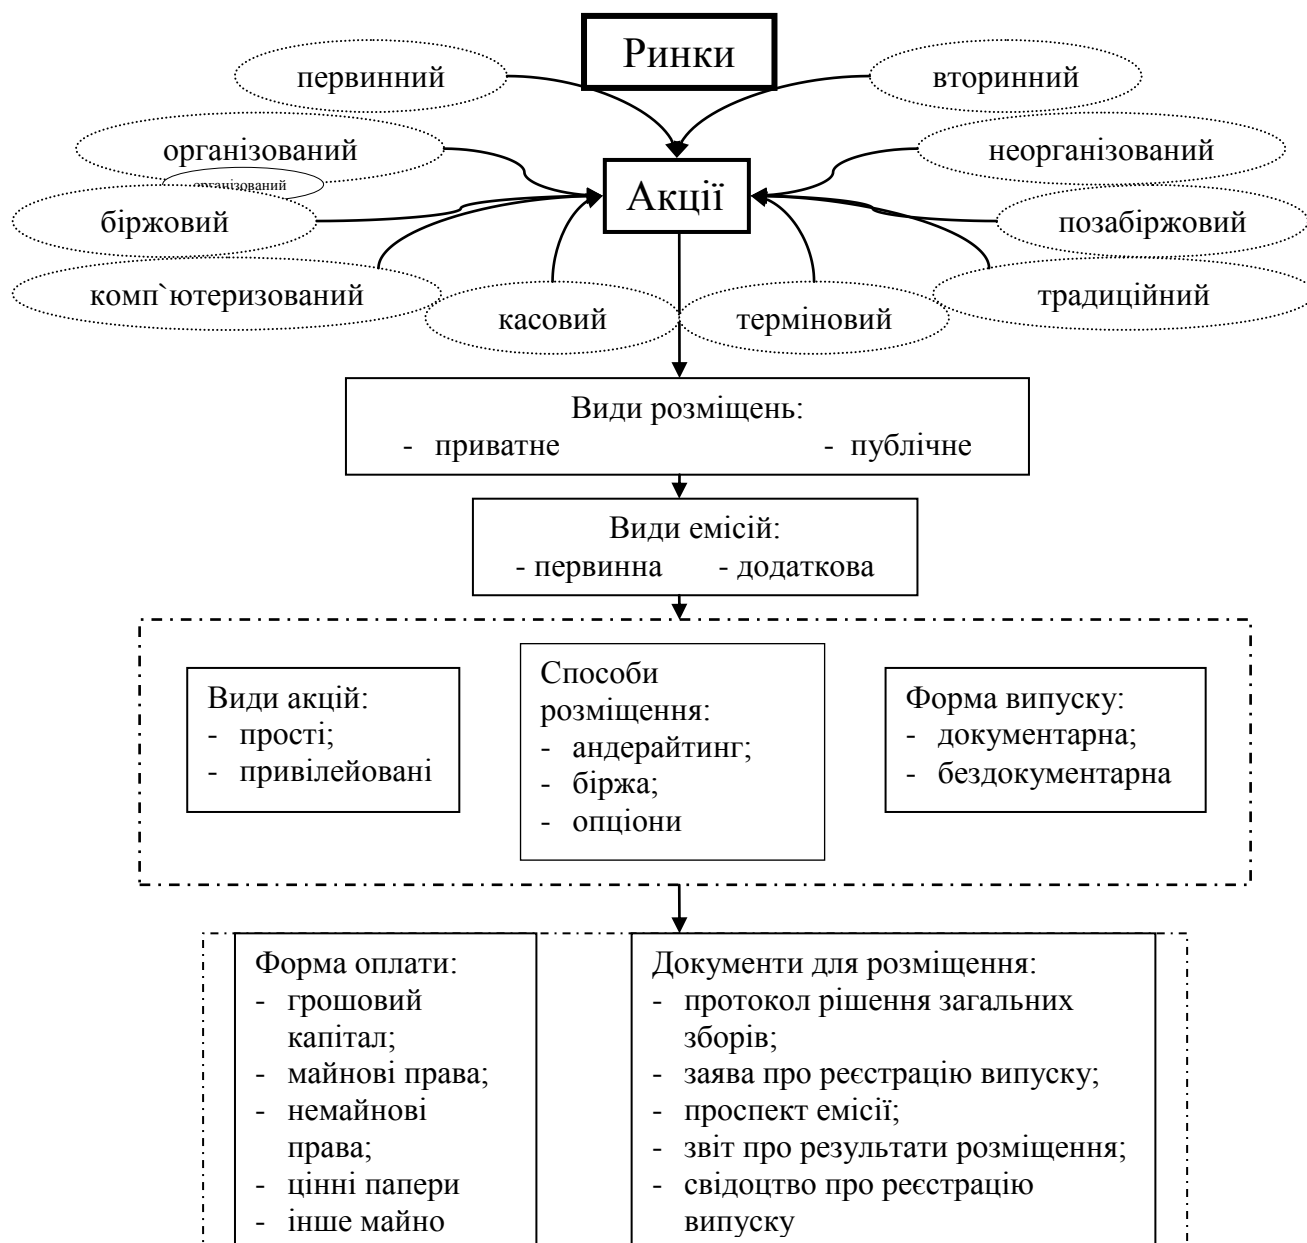 Ринки
первинний
вторинний
організований
неорганізований
Акції
організований
біржовий
позабіржовий
комп`ютеризований
традиційний
касовий
терміновий
Види розміщень:
- приватне - публічне
Види емісій:
- первинна - додаткова
Види акцій:
- прості;
- привілейовані
Способи
розміщення:
- андерайтинг;
- біржа;
- опціони
Форма випуску:
- документарна;
- бездокументарна
Форма оплати:
- грошовий
капітал;
- майнові права;
- немайнові
права;
- цінні папери
- інше майно
Документи для розміщення:
- протокол рішення загальних
зборів;
- заява про реєстрацію випуску;
- проспект емісії;
- звіт про результати розміщення;
- свідоцтво про реєстрацію
випуску